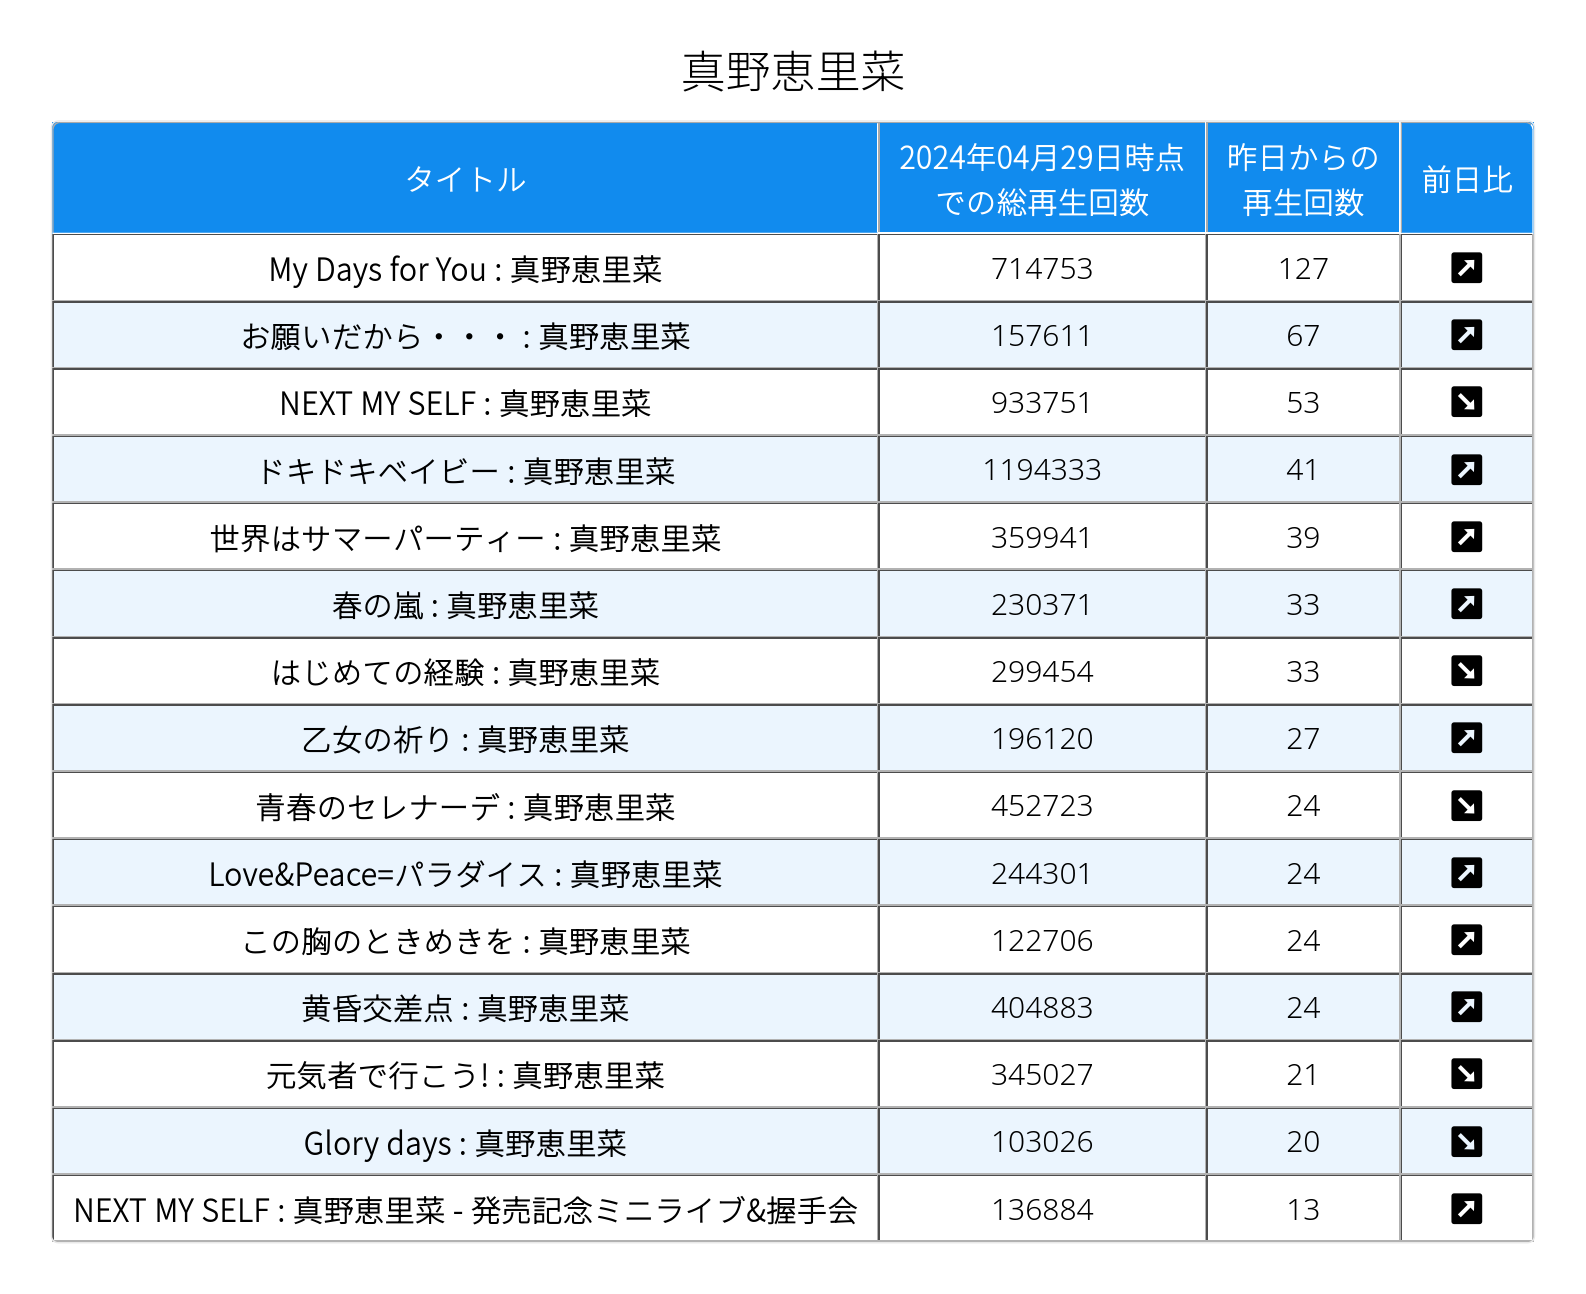 真野恵里菜
タイトル 2024年04月29日時点での総再生回数 昨日からの再生回数 前日比
My Days for You : 真野恵里菜 714753 127 ↗
お願いだから・・・ : 真野恵里菜 157611 67 ↗
NEXT MY SELF : 真野恵里菜 933751 53 ↘
ドキドキベイビー : 真野恵里菜 1194333 41 ↗
世界はサマーパーティー : 真野恵里菜 359941 39 ↗
春の嵐 : 真野恵里菜 230371 33 ↗
はじめての経験 : 真野恵里菜 299454 33 ↘
乙女の祈り : 真野恵里菜 196120 27 ↗
青春のセレナーデ : 真野恵里菜 452723 24 ↘
Love&Peace=パラダイス : 真野恵里菜 244301 24 ↗
この胸のときめきを : 真野恵里菜 122706 24 ↗
黄昏交差点 : 真野恵里菜 404883 24 ↗
元気者で行こう! : 真野恵里菜 345027 21 ↘
Glory days : 真野恵里菜 103026 20 ↘
NEXT MY SELF : 真野恵里菜 - 発売記念ミニライブ&握手会 136884 13 ↗